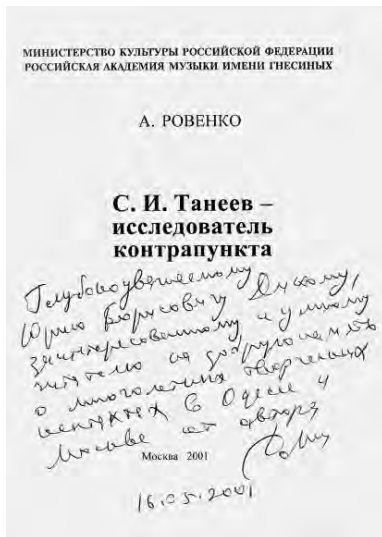 МИНИСТЕРСТВО КУЛЬТУРЫ РОССИЙСКОЙ ФЕДЕРАЦИИ
РОССИЙСКАЯ АКАДЕМИЯ МУЗЫКИ ИМЕНИ ГНЕСИНЫХ
А. РОВЕНКО
С. И. Танеев –
исследователь
контрапункта
Глубокоуважаемому
Юрию Борисовичу
заинтересованному и умному
читателю на добрую память
о многолетних творческих
в Одессе и
Москве от автора
Москва 2001
16.05.2001